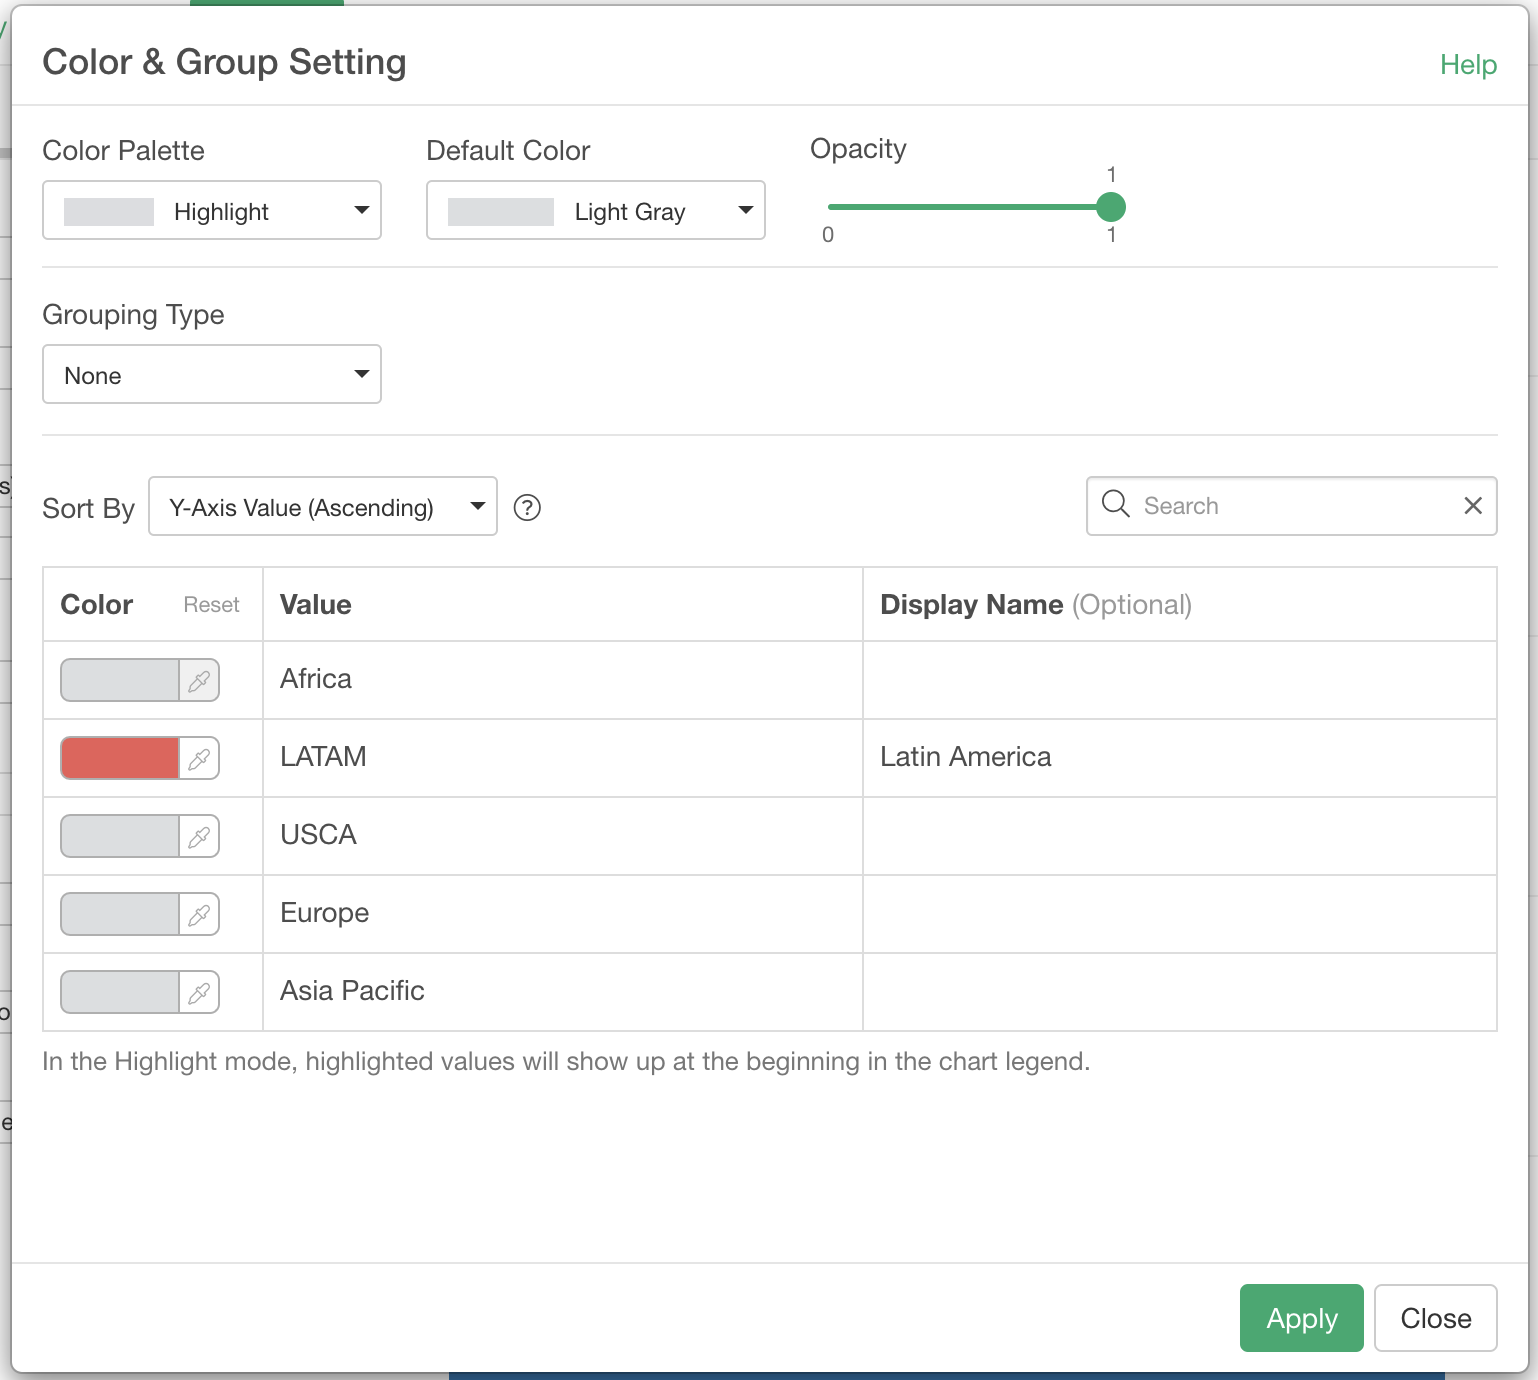 Color & Group Setting
Help
Color Palette
Default Color
Opacity
1
Highlight
Light Gray
0
1
Grouping Type
None
Sort By
Y-Axis Value (Ascending)
?
Search
Color
Reset
Value
Display Name (Optional)
Africa
LATAM
Latin America
USCA
Europe
Asia Pacific
In the Highlight mode, highlighted values will show up at the beginning in the chart legend.
Apply
Close